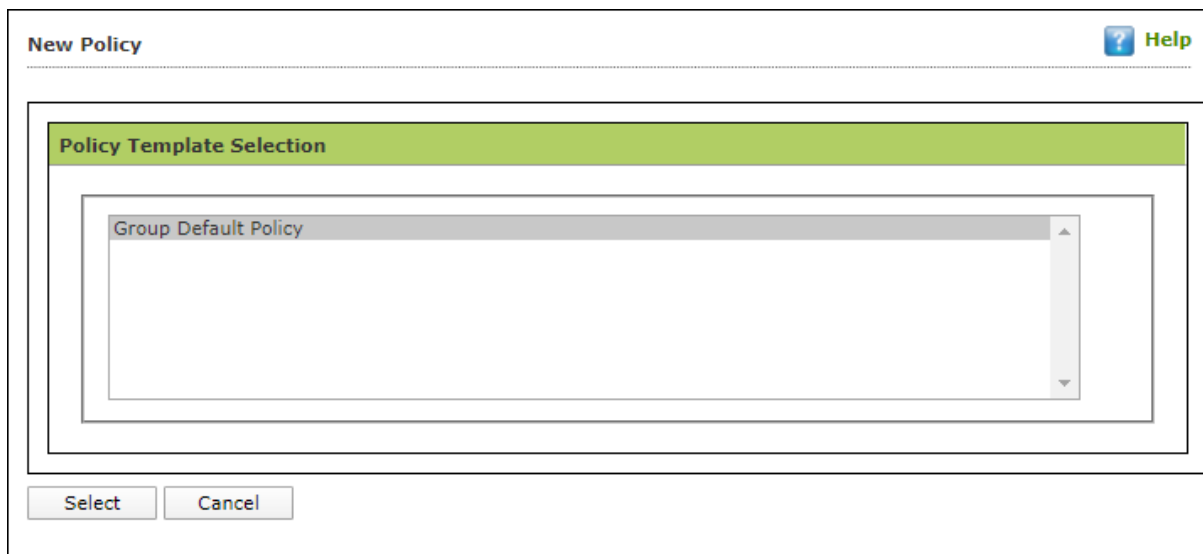 New Policy
Help
Policy Template Selection
Group Default Policy
Select
Cancel